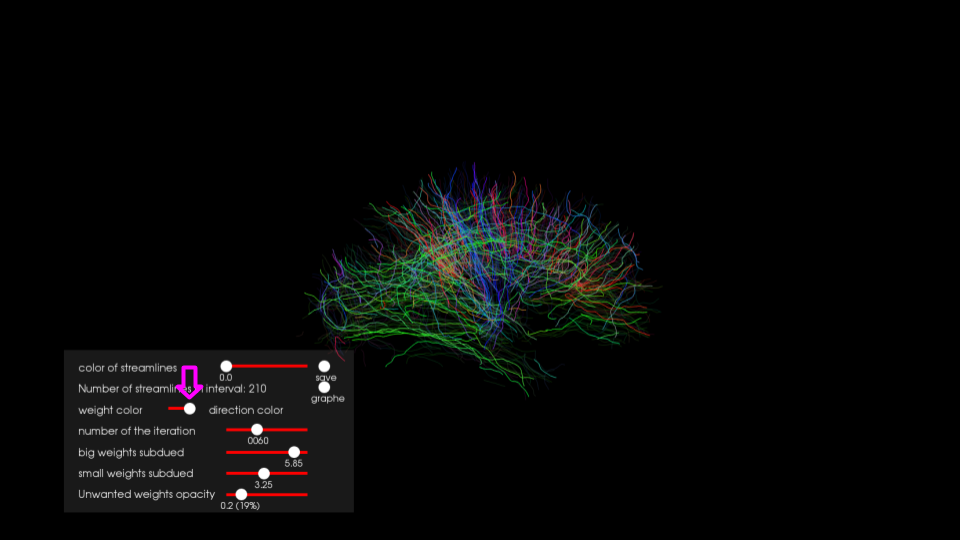 color of streamlines
0.0
save
Number of streamlines in interval: 210
graphe
weight color direction color
number of the iteration
0060
big weights subdued
5.85
small weights subdued
3.25
Unwanted weights opacity
0.2 (19%)